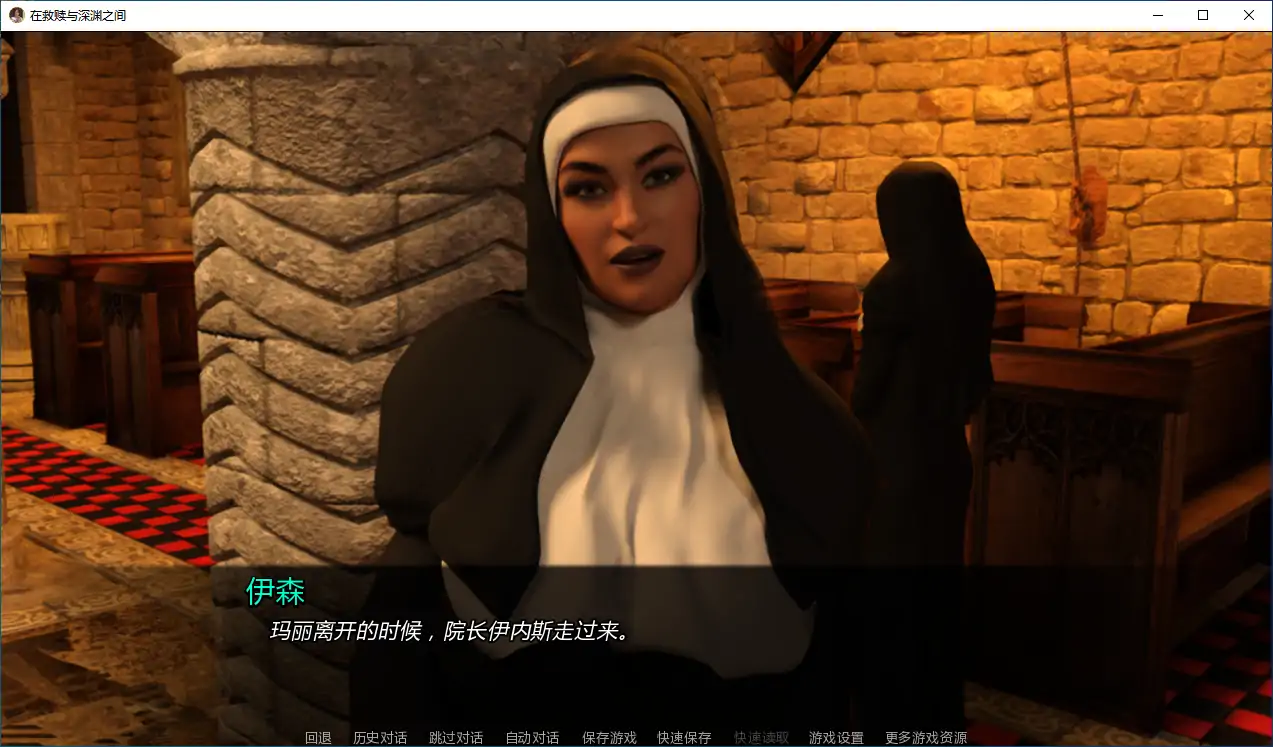 在救赎与深渊之间
伊森
玛丽离开的时候，院长伊内斯走过来。
回退 历史对话 跳过对话 自动对话 保存游戏 快速保存 快速读取 游戏设置 更多游戏资源